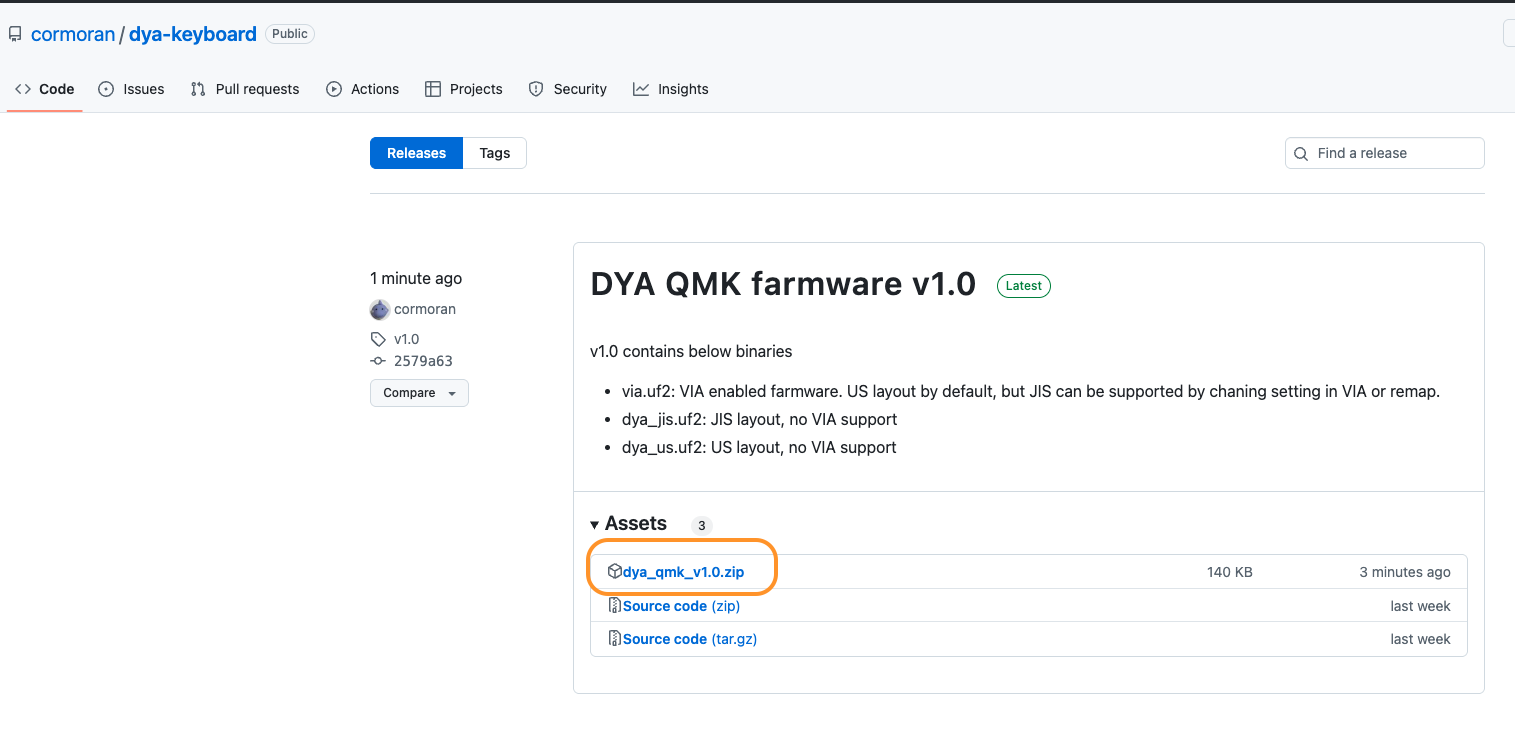 cormoran / dya-keyboard Public
Code Issues Pull requests Actions Projects Security Insights
Releases Tags Find a release
1 minute ago
cormoran
v1.0
2579a63
Compare
DYA QMK farmware v1.0 Latest
v1.0 contains below binaries
• via.uf2: VIA enabled farmware. US layout by default, but JIS can be supported by chaning setting in VIA or remap.
• dya_jis.uf2: JIS layout, no VIA support
• dya_us.uf2: US layout, no VIA support
Assets 3
dya_qmk_v1.0.zip 140 KB 3 minutes ago
Source code (zip) last week
Source code (tar.gz) last week